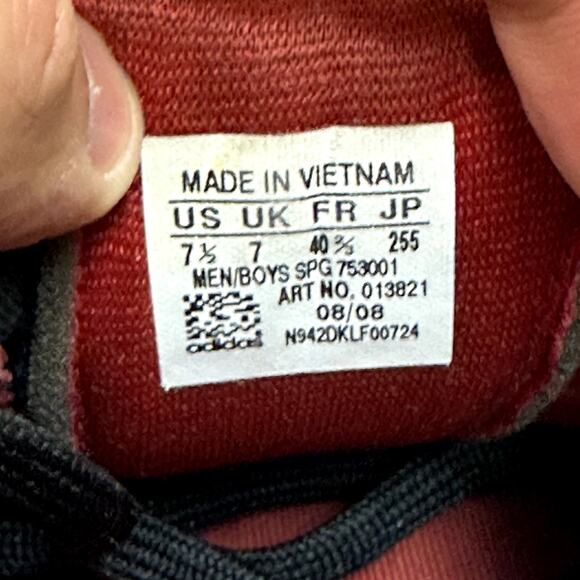 MADE IN VIETNAM
US UK FR JP
7½ 7 40⅔ 255
MEN/BOYS SPG 753001
ART NO. 013821
08/08
adidas N942DKLF00724